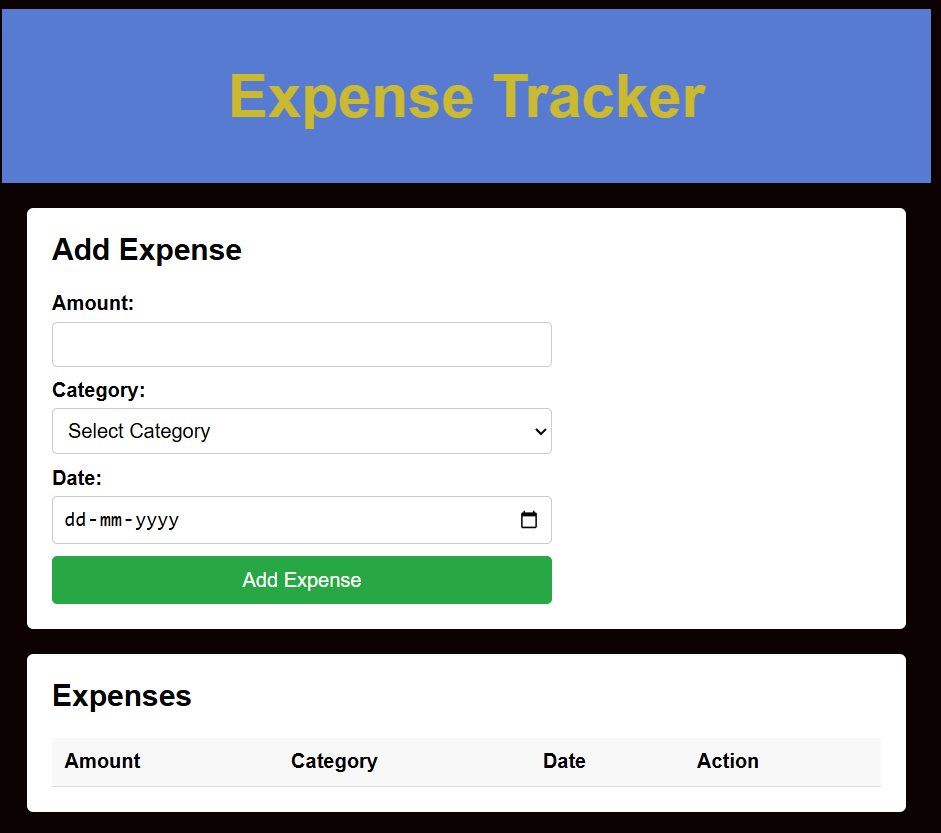 Expense Tracker
Add Expense
Amount:
Category:
Select Category
Date:
dd-mm-yyyy
Add Expense
Expenses
Amount Category Date Action